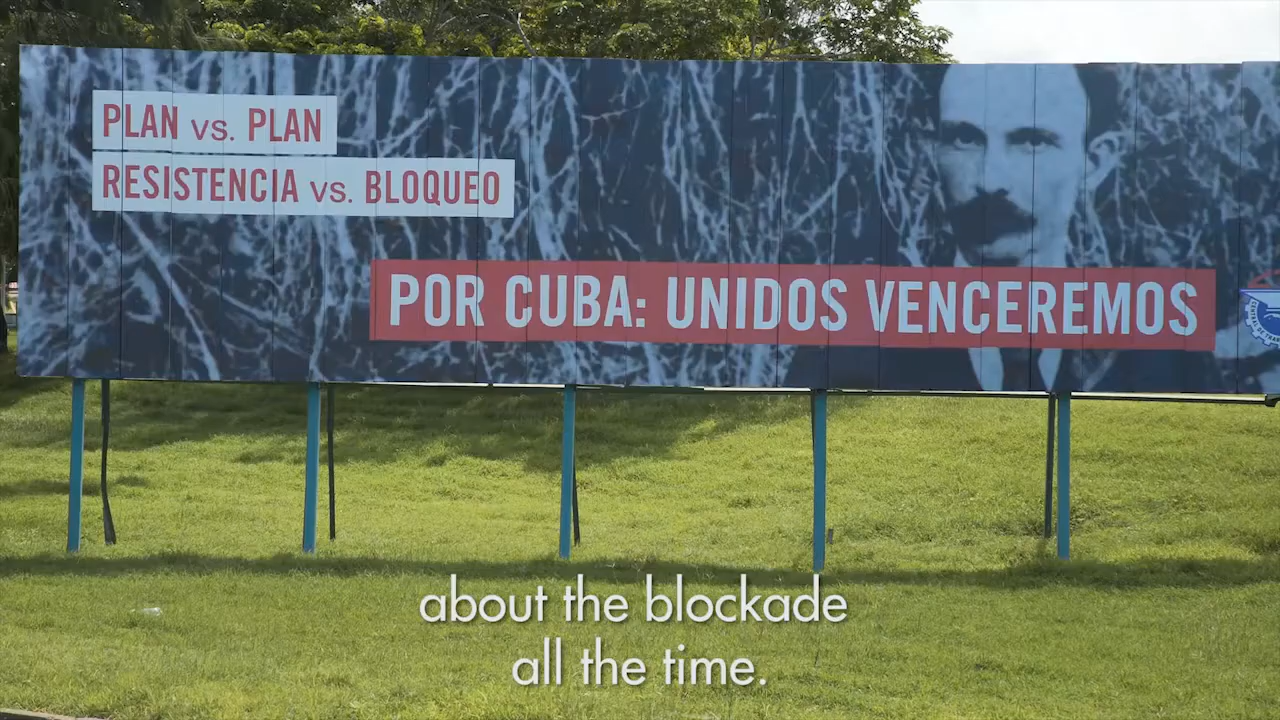 PLAN vs. PLAN
RESISTENCIA vs. BLOQUEO
POR CUBA: UNIDOS VENCEREMOS
about the blockade
all the time.